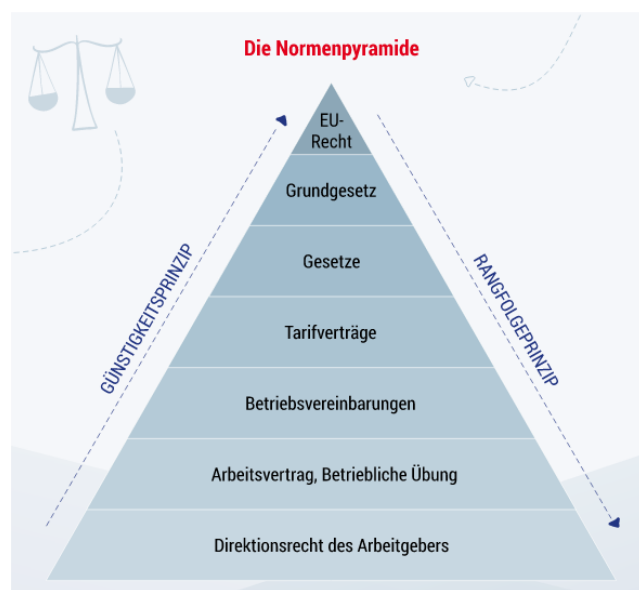 Die Normenpyramide
EU-
Recht
Grundgesetz
Gesetze
Tarifverträge
Betriebsvereinbarungen
Arbeitsvertrag, Betriebliche Übung
Direktionsrecht des Arbeitgebers
GÜNSTIGKEITSPRINZIP
RANGFOLGEPRINZIP